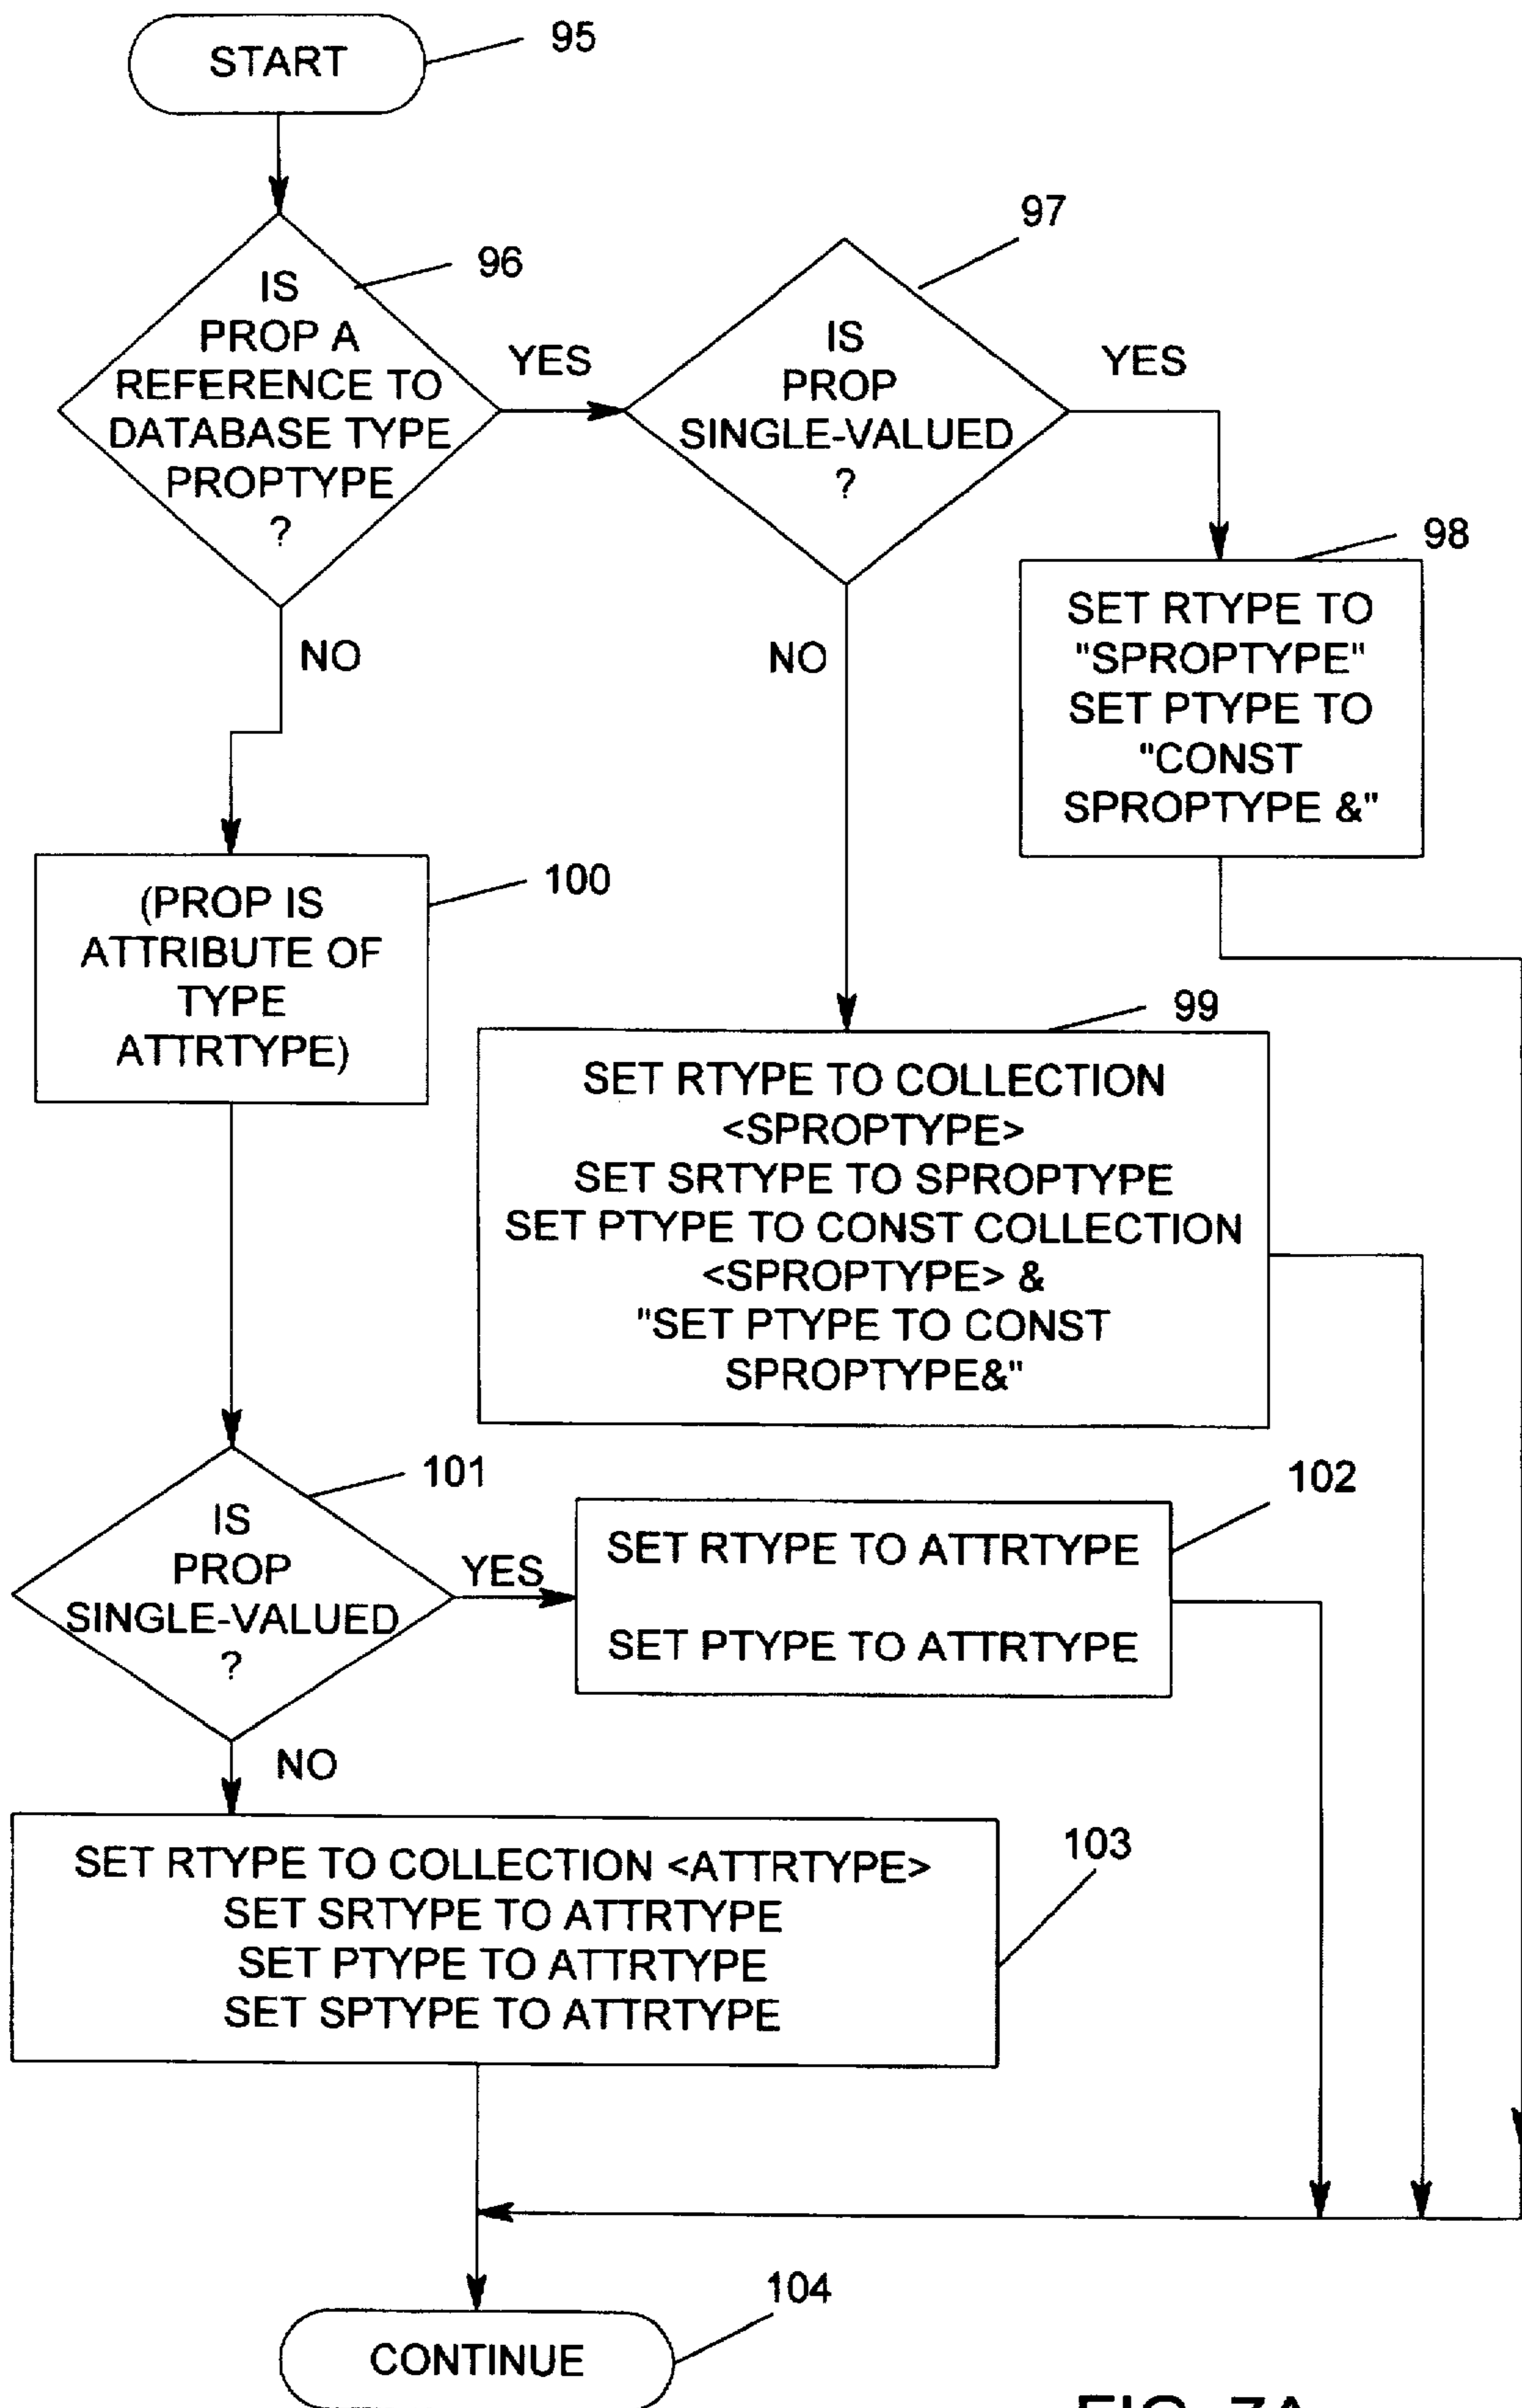 START
95
IS
PROP A
REFERENCE TO
DATABASE TYPE
PROPTYPE
?
96
YES
NO
97
IS
PROP
SINGLE-VALUED
?
YES
NO
98
SET RTYPE TO
"SPROPTYPE"
SET PTYPE TO
"CONST
SPROPTYPE &"
100
(PROP IS
ATTRIBUTE OF
TYPE
ATTRTYPE)
99
SET RTYPE TO COLLECTION
<SPROPTYPE>
SET SRTYPE TO SPROPTYPE
SET PTYPE TO CONST COLLECTION
<SPROPTYPE> &
"SET PTYPE TO CONST
SPROPTYPE&"
101
IS
PROP
SINGLE-VALUED
?
YES
NO
102
SET RTYPE TO ATTRTYPE
SET PTYPE TO ATTRTYPE
103
SET RTYPE TO COLLECTION <ATTRTYPE>
SET SRTYPE TO ATTRTYPE
SET PTYPE TO ATTRTYPE
SET SPTYPE TO ATTRTYPE
104
CONTINUE
FIG. 7A